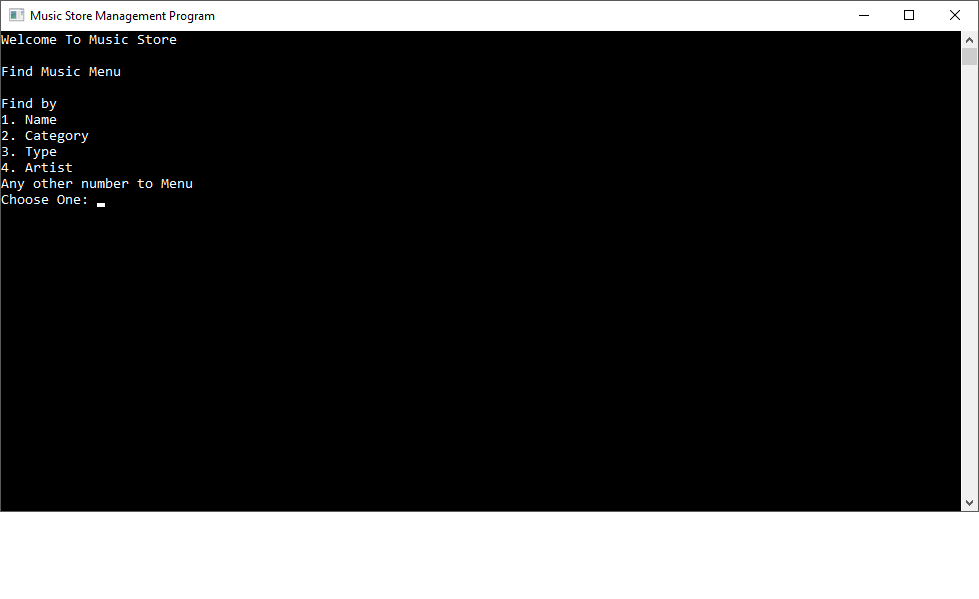 Music Store Management Program
Welcome To Music Store
Find Music Menu
Find by
1. Name
2. Category
3. Type
4. Artist
Any other number to Menu
Choose One: